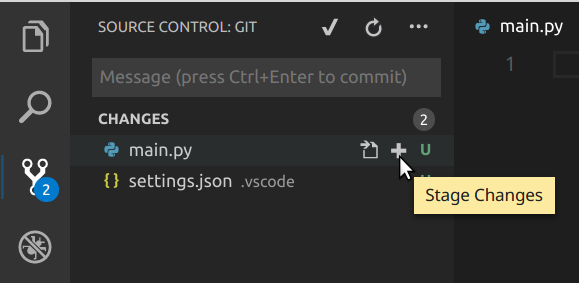 SOURCE CONTROL: GIT
main.py
Message (press Ctrl+Enter to commit)
1
CHANGES
2
main.py
U
2
settings.json .vscode
Stage Changes